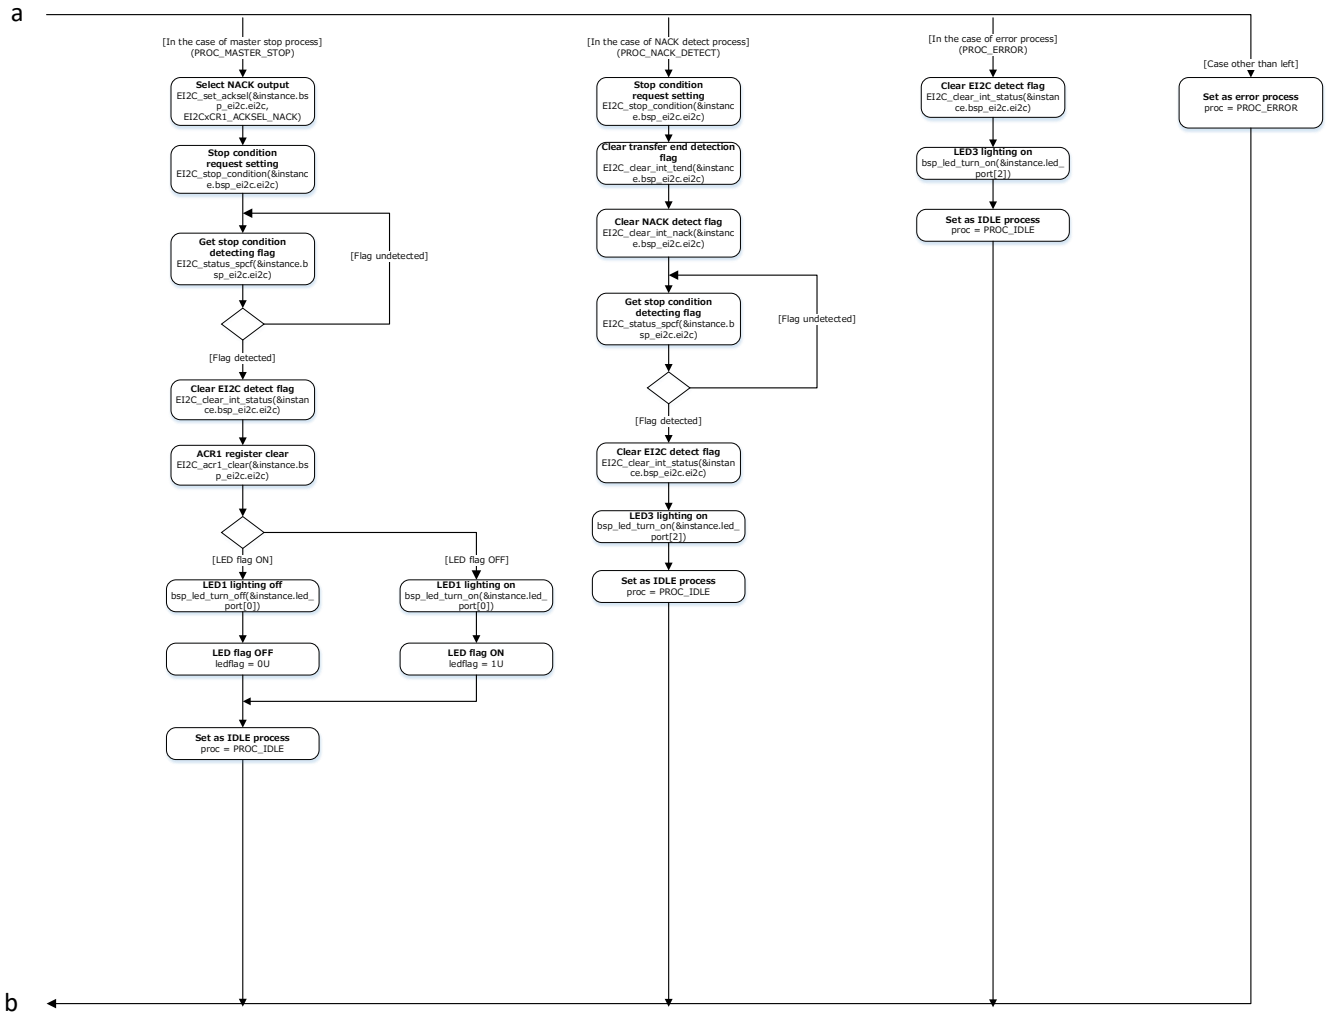 a
[In the case of master stop process]
(PROC_MASTER_STOP)
Select NACK output
EI2C_set_acksel(&instance.bs
p_ei2c.ei2c,
EI2CxCR1_ACKSEL_NACK)
Stop condition
request setting
EI2C_stop_condition(&instanc
e.bsp_ei2c.ei2c)
Get stop condition
detecting flag
EI2C_status_spcf(&instance.b
sp_ei2c.ei2c)
[Flag undetected]
[Flag detected]
Clear EI2C detect flag
EI2C_clear_int_status(&instan
ce.bsp_ei2c.ei2c)
ACR1 register clear
EI2C_acr1_clear(&instance.bs
p_ei2c.ei2c)
[LED flag ON]
LED1 lighting off
bsp_led_turn_off(&instance.led_
port[0])
LED flag OFF
ledflag = 0U
[LED flag OFF]
LED1 lighting on
bsp_led_turn_on(&instance.led_
port[0])
LED flag ON
ledflag = 1U
Set as IDLE process
proc = PROC_IDLE
[In the case of NACK detect process]
(PROC_NACK_DETECT)
Stop condition
request setting
EI2C_stop_condition(&instanc
e.bsp_ei2c.ei2c)
Clear transfer end detection
flag
EI2C_clear_int_tend(&instanc
e.bsp_ei2c.ei2c)
Clear NACK detect flag
EI2C_clear_int_nack(&instanc
e.bsp_ei2c.ei2c)
Get stop condition
detecting flag
EI2C_status_spcf(&instance.b
sp_ei2c.ei2c)
[Flag undetected]
[Flag detected]
Clear EI2C detect flag
EI2C_clear_int_status(&instan
ce.bsp_ei2c.ei2c)
LED3 lighting on
bsp_led_turn_on(&instance.led_
port[2])
Set as IDLE process
proc = PROC_IDLE
[In the case of error process]
(PROC_ERROR)
Clear EI2C detect flag
EI2C_clear_int_status(&instan
ce.bsp_ei2c.ei2c)
LED3 lighting on
bsp_led_turn_on(&instance.led_
port[2])
Set as IDLE process
proc = PROC_IDLE
[Case other than left]
Set as error process
proc = PROC_ERROR
b